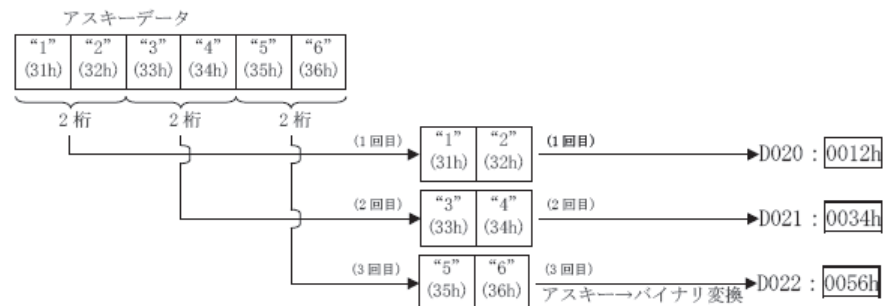 アスキーデータ
“1” “2” “3” “4” “5” “6”
(31h) (32h) (33h) (34h) (35h) (36h)
2桁 2桁 2桁
(1回目) “1” “2” (1回目)
(31h) (32h) D020 : 0012h
(2回目) “3” “4” (2回目)
(33h) (34h) D021 : 0034h
(3回目) “5” “6” (3回目)
(35h) (36h) アスキー→バイナリ変換 D022 : 0056h